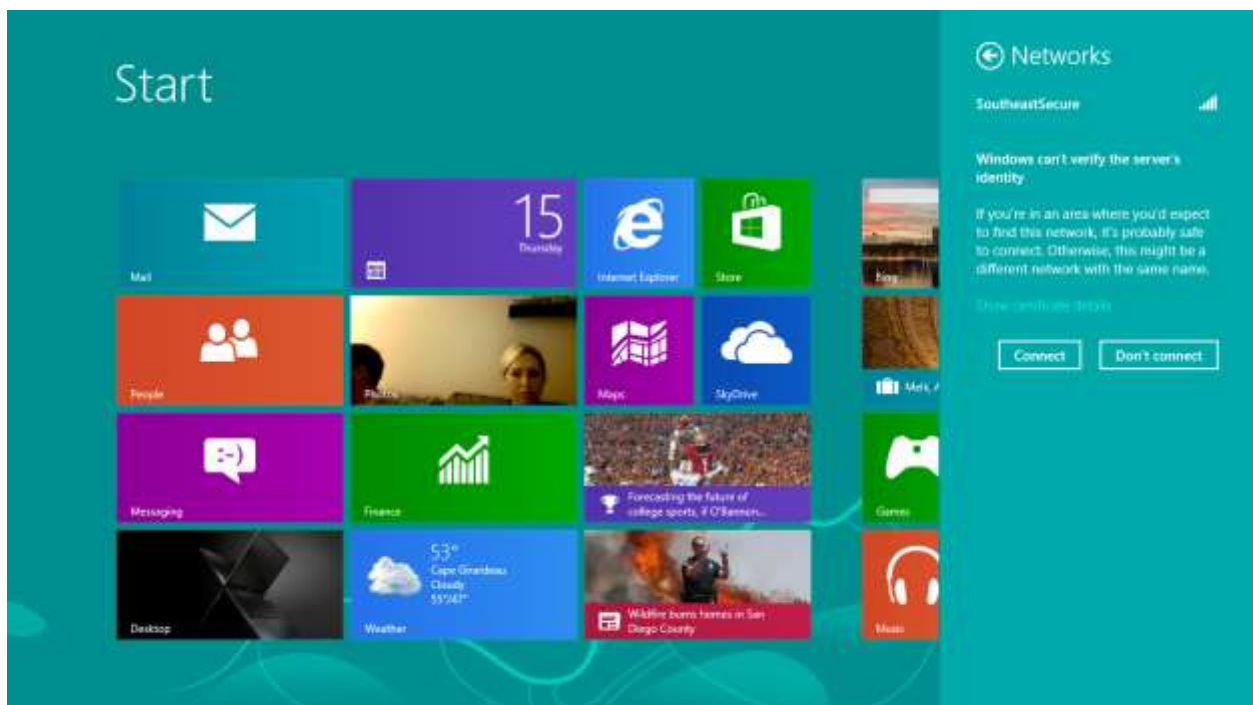 Start
Networks
SoutheastSecure
Windows can't verify the server's
identity
If you're in an area where you'd expect
to find this network, it's probably safe
to connect. Otherwise, this might be a
different network with the same name.
Show certificate details
Connect
Don't connect
Mail
15
Thursday
Internet Explorer
Store
Bing
People
Photos
Maps
SkyDrive
Messaging
:-)
Finance
Forecasting the future of
college sports, if O'Bannon...
Games
Desktop
53°
Cape Girardeau
Cloudy
55°/47°
Weather
Wildfire burns homes in San
Diego County
Music